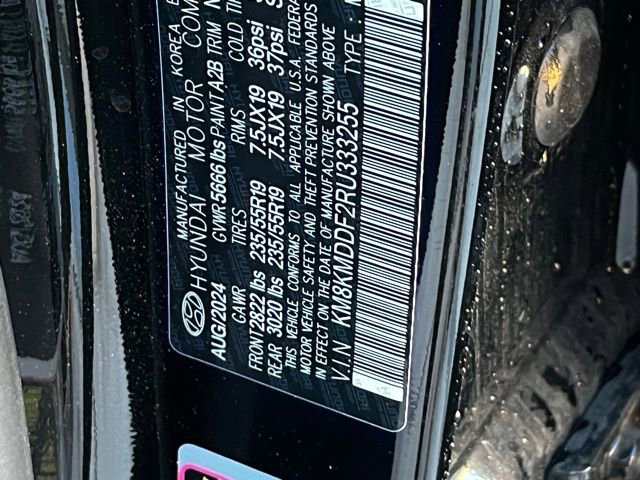 MANUFACTURED IN KOREA
HYUNDAI MOTOR COM
AUG/2024 GVWR 5666 lbs PAINT A2B TRIM N
GAWR TIRES RIMS COLD TI
FRONT 2822 lbs 235/55R19 7.5JX19 36psi
REAR 3020 lbs 235/55R19 7.5JX19 37psi
THIS VEHICLE CONFORMS TO ALL APPLICABLE U.S.A. FEDERA
MOTOR VEHICLE SAFETY AND THEFT PREVENTION STANDARDS
IN EFFECT ON THE DATE OF MANUFACTURE SHOWN ABOVE
V.I.N KM8KMDDF2RU333255 TYPE :